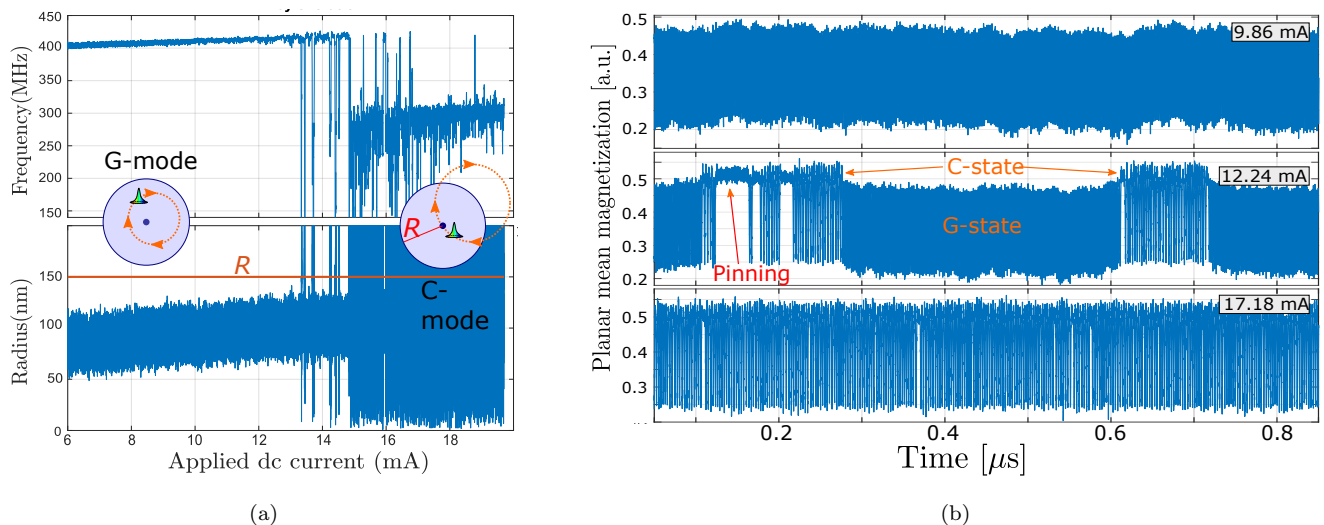 450
400
350
300
250
200
150
Frequency(MHz)
G-mode
R
R
150
100
50
0
Radius(nm)
C-
mode
6
8
10
12
14
16
18
Applied dc current (mA)
(a)
0.5
0.4
0.3
0.2
9.86 mA
0.5
0.4
0.3
0.2
C-state
12.24 mA
G-state
Pinning
0.5
0.4
0.3
17.18 mA
Planar mean magnetization [a.u.]
0.2
0.4
0.6
0.8
Time [μs]
(b)